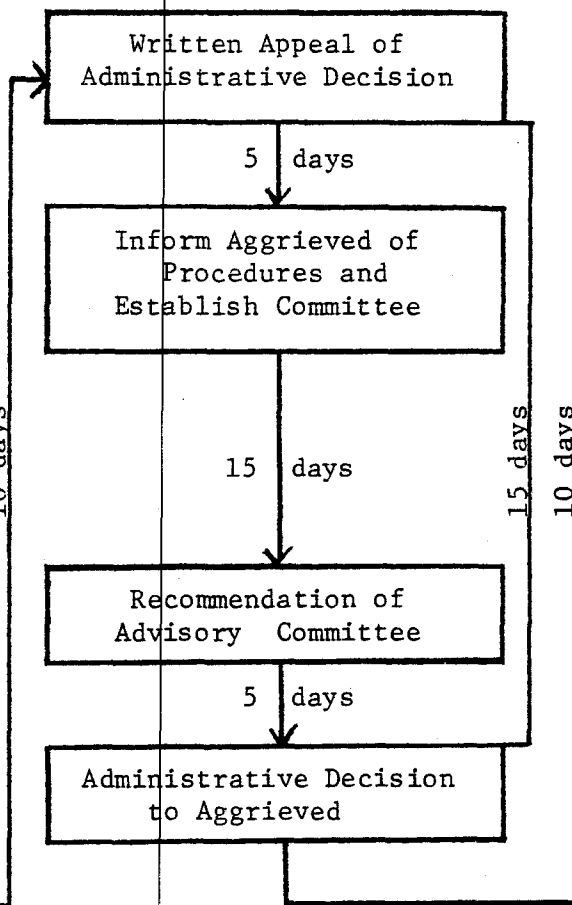 Written Appeal of
Administrative Decision
5 days
Inform Aggrieved of
Procedures and
Establish Committee
15 days
Recommendation of
Advisory Committee
5 days
Administrative Decision
to Aggrieved
15 days
10 days
days